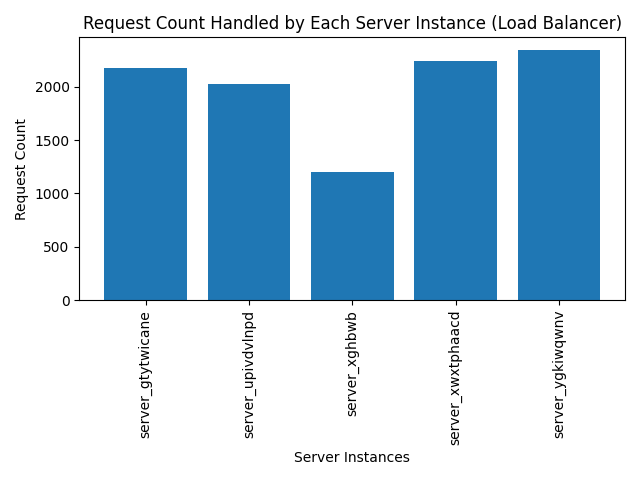 Request Count Handled by Each Server Instance (Load Balancer)
Request Count
2000
1500
1000
500
0
server_gtytwicane
server_upivdvlnpd
server_xghbwb
server_xwxtphaacd
server_ygkiwqwnv
Server Instances